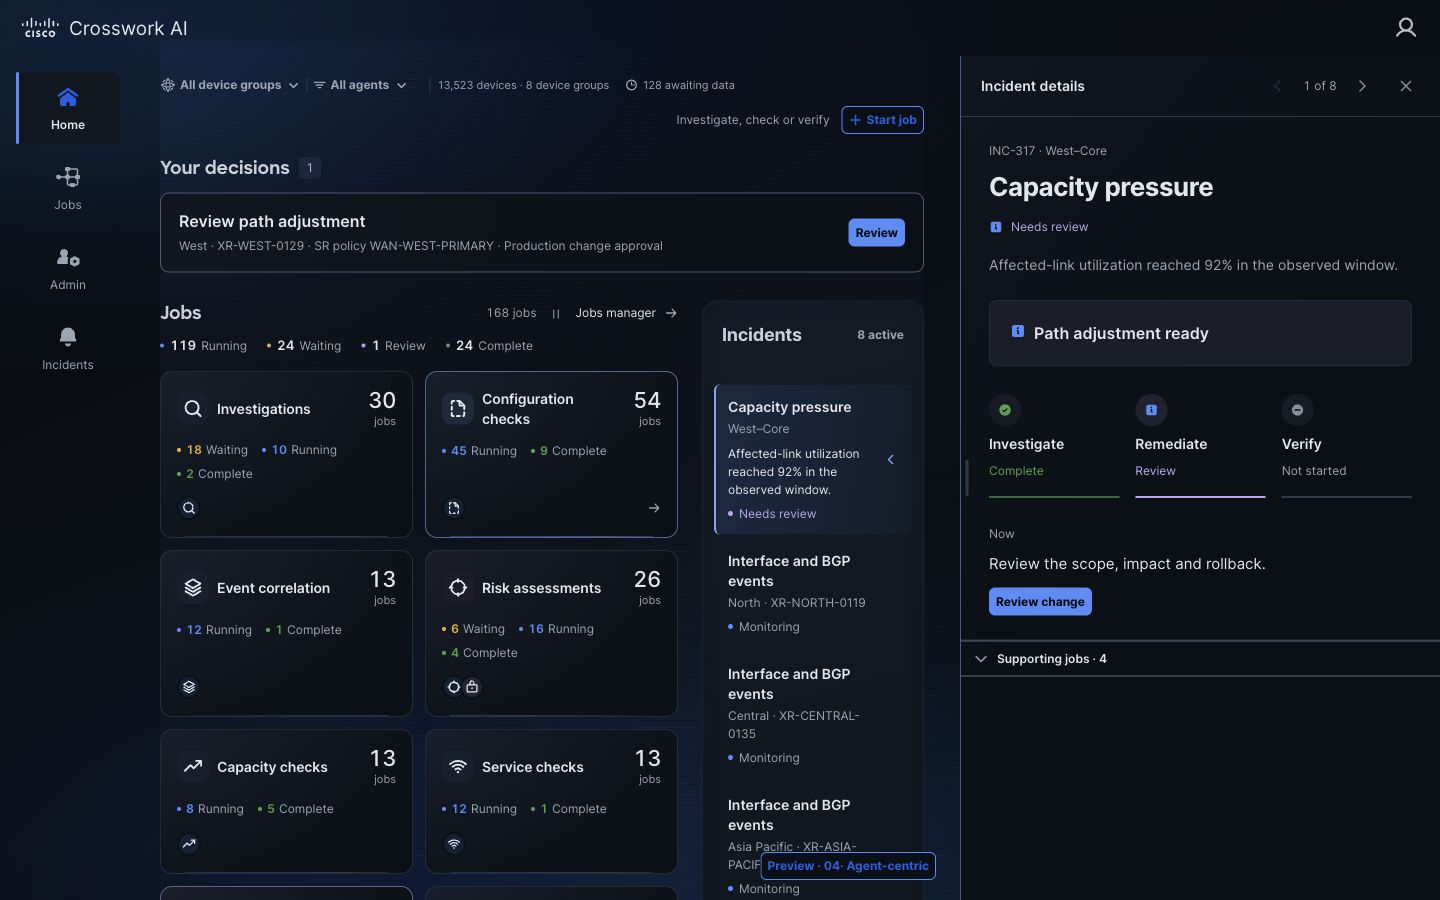 CISCO Crosswork AI
Home
Jobs
Admin
Incidents
All device groups
All agents
13,523 devices · 8 device groups
128 awaiting data
Investigate, check or verify
+ Start job
Your decisions 1
Review path adjustment
West · XR-WEST-0129 · SR policy WAN-WEST-PRIMARY · Production change approval
Review
Jobs
168 jobs
Jobs manager →
• 119 Running • 24 Waiting • 1 Review • 24 Complete
Investigations
30
jobs
• 18 Waiting • 10 Running
• 2 Complete
Configuration
checks
54
jobs
• 45 Running • 9 Complete
Event correlation
13
jobs
• 12 Running • 1 Complete
Risk assessments
26
jobs
• 6 Waiting • 16 Running
• 4 Complete
Capacity checks
13
jobs
• 8 Running • 5 Complete
Service checks
13
jobs
• 12 Running • 1 Complete
Incidents
8 active
Capacity pressure
West–Core
Affected-link utilization
reached 92% in the
observed window.
• Needs review
Interface and BGP
events
North · XR-NORTH-0119
• Monitoring
Interface and BGP
events
Central · XR-CENTRAL-
0135
• Monitoring
Interface and BGP
events
Asia Pacific · XR-ASIA-
PACIF
• Monitoring
Preview · 04· Agent-centric
Incident details
1 of 8
INC-317 · West–Core
Capacity pressure
Needs review
Affected-link utilization reached 92% in the observed window.
Path adjustment ready
Investigate
Complete
Remediate
Review
Verify
Not started
Now
Review the scope, impact and rollback.
Review change
Supporting jobs · 4